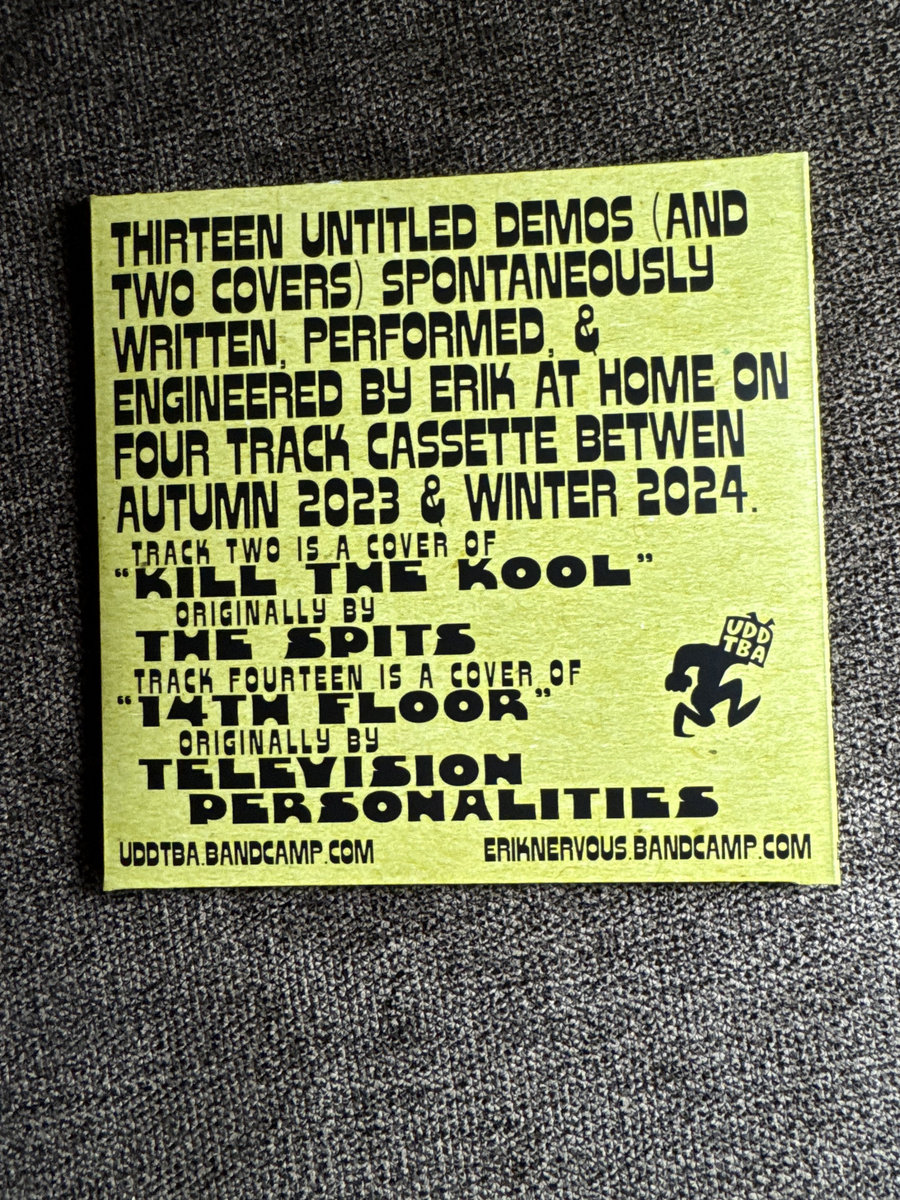 THIRTEEN UNTITLED DEMOS (AND
TWO COVERS) SPONTANEOUSLY
WRITTEN, PERFORMED, &
ENGINEERED BY ERIK AT HOME ON
FOUR TRACK CASSETTE BETWEN
AUTUMN 2023 & WINTER 2024.
TRACK TWO IS A COVER OF
"KILL THE KOOL"
ORIGINALLY BY
THE SPITS
TRACK FOURTEEN IS A COVER OF
"14TH FLOOR"
ORIGINALLY BY
TELEVISION
PERSONALITIES
UDD
TBA
UDDTBA.BANDCAMP.COM
ERIKNERVOUS.BANDCAMP.COM